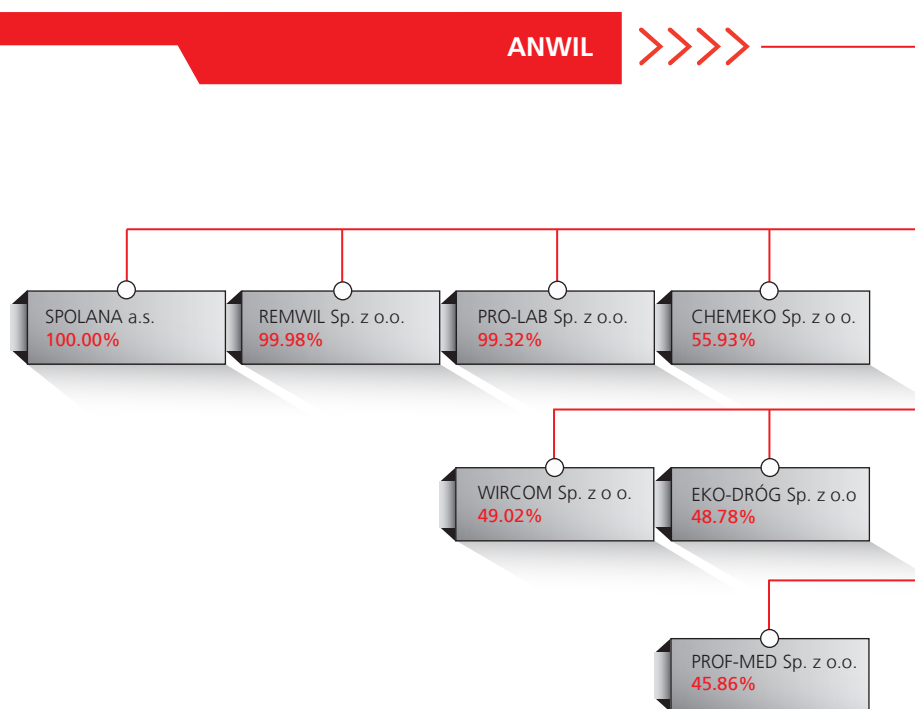 ANWIL
SPOLANA a.s.
100.00%
REMWIL Sp. z o.o.
99.98%
PRO-LAB Sp. z o.o.
99.32%
CHEMEKO Sp. z o o.
55.93%
WIRCOM Sp. z o o.
49.02%
EKO-DRÓG Sp. z o.o
48.78%
PROF-MED Sp. z o.o.
45.86%